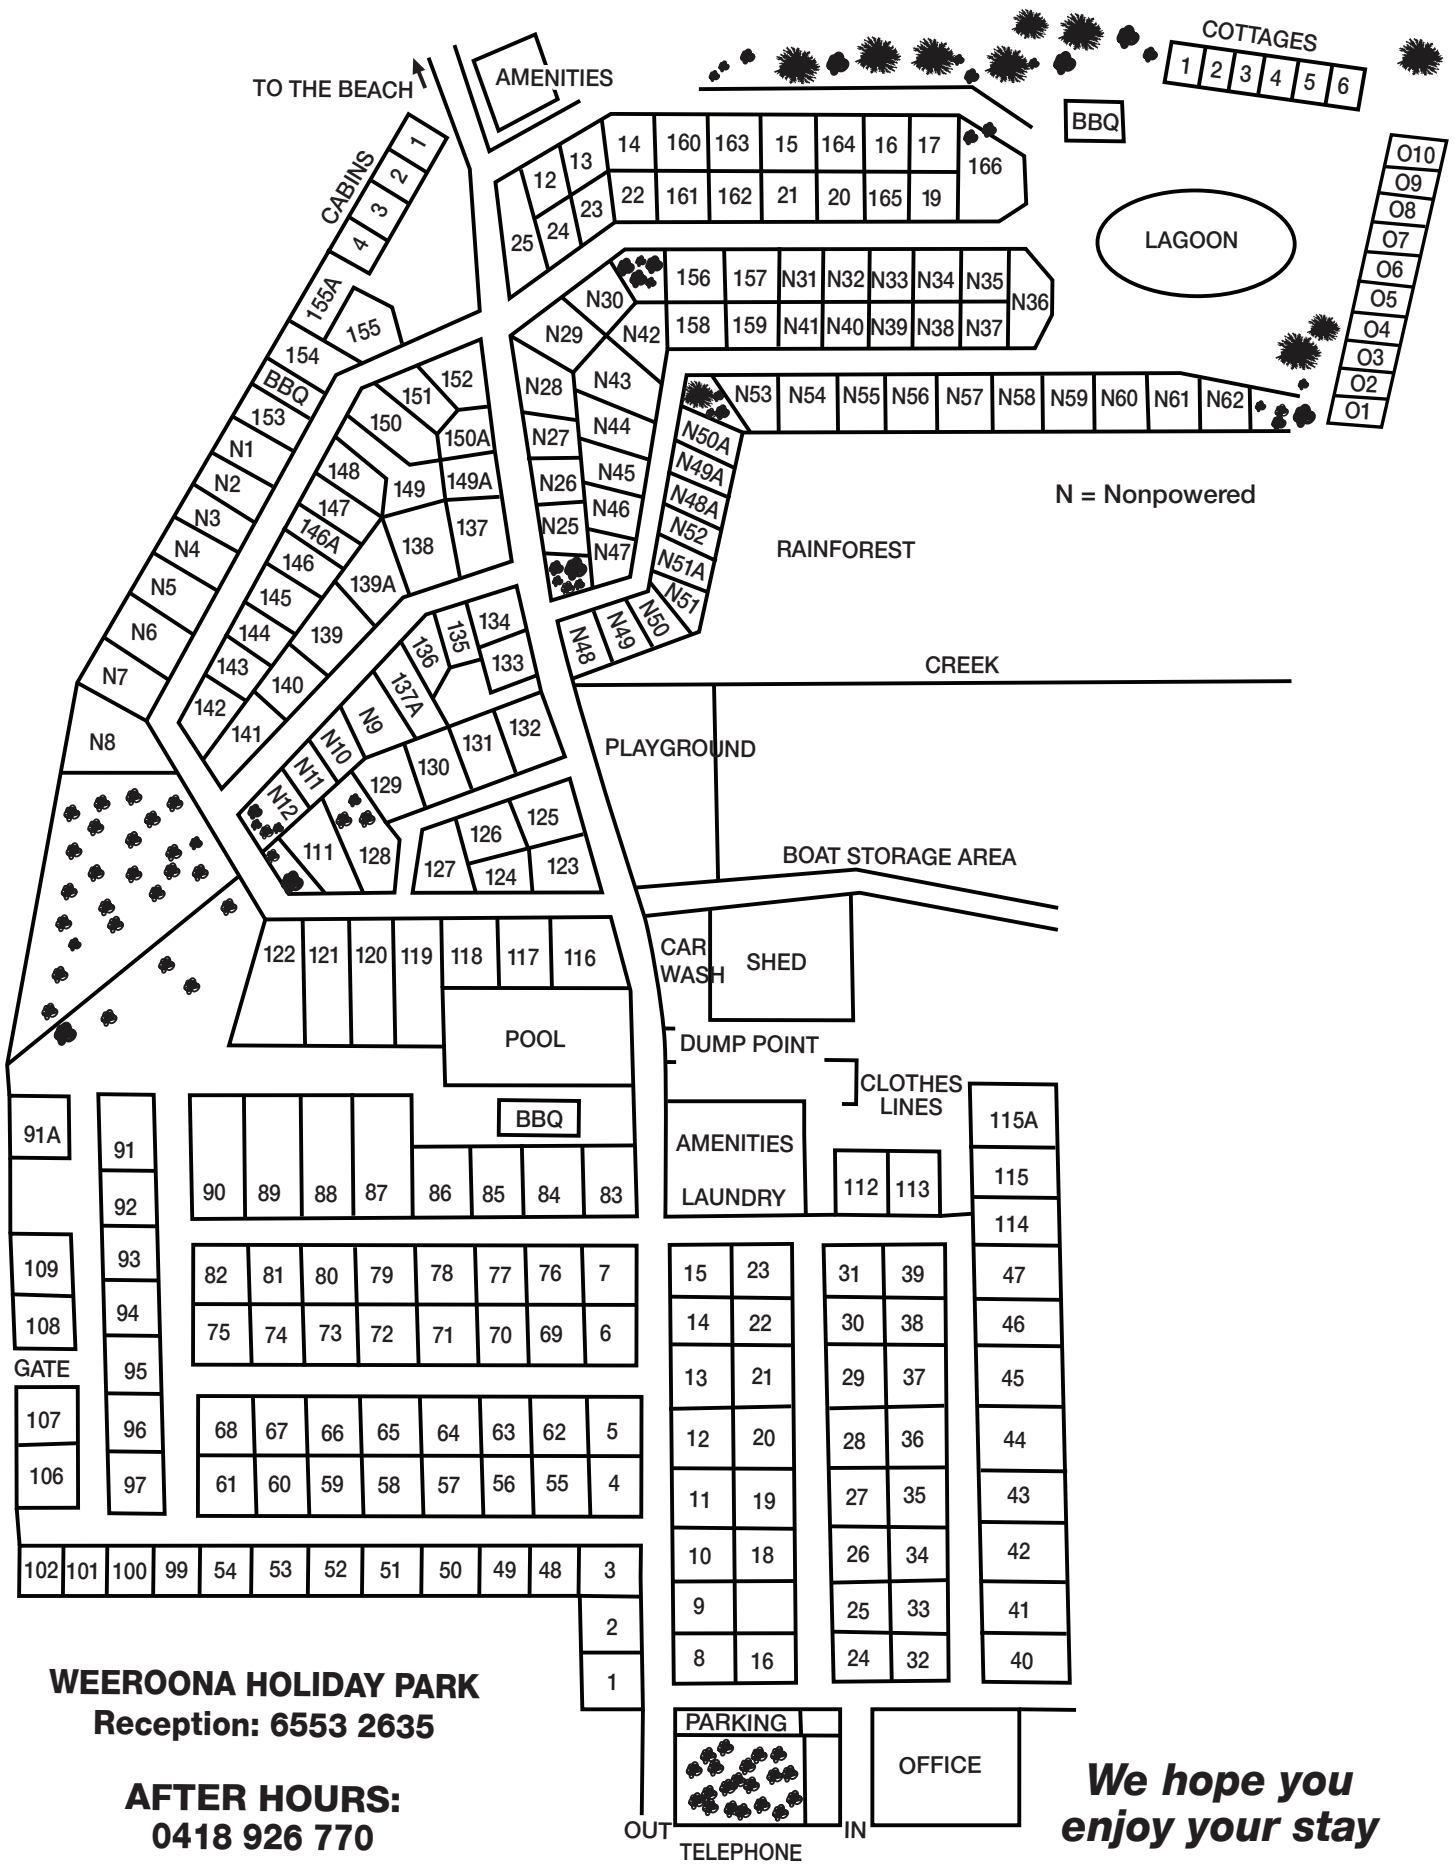 COTTAGES
1 2 3 4 5 6
TO THE BEACH
AMENITIES
BBQ
CABINS
1
2
3
4
14 160 163 15 164 16 17
166
22 161 162 21 20 165 19
12 13
25 24 23
O10
O9
O8
O7
O6
O5
O4
O3
O2
O1
LAGOON
155A
155
154
BBQ
153
N1
N2
N3
N4
N5
N6
N7
N8
156 157 N31 N32 N33 N34 N35
N36
158 159 N41 N40 N39 N38 N37
N30
N29 N42
N28 N43
N27 N44
N26 N45
N25 N46
N47
N53 N54 N55 N56 N57 N58 N59 N60 N61 N62
N50A
N49A
N48A
N52
N51A
N51
N50
N49
N48
N = Nonpowered
RAINFOREST
CREEK
152
151
150 150A
148 149 149A
147
146A 138 137
146 139A
145
144 139
143 140
142 141
134
135
136 133
137A
N9
N10
N11
N12
132
131
130
129
111 128
125
126
127 124 123
PLAYGROUND
BOAT STORAGE AREA
122 121 120 119 118 117 116
CAR
WASH
SHED
POOL
DUMP POINT
CLOTHES
LINES
91A
91
92
93
94
95
96
97
109
108
GATE
107
106
BBQ
90 89 88 87 86 85 84 83
AMENITIES
LAUNDRY
112 113
115A
115
114
47
46
45
44
43
42
41
40
82 81 80 79 78 77 76 7
75 74 73 72 71 70 69 6
68 67 66 65 64 63 62 5
61 60 59 58 57 56 55 4
102 101 100 99 54 53 52 51 50 49 48 3
2
1
15 23
14 22
13 21
12 20
11 19
10 18
9
8 16
31 39
30 38
29 37
28 36
27 35
26 34
25 33
24 32
WEEROONA HOLIDAY PARK
Reception: 6553 2635
AFTER HOURS:
0418 926 770
PARKING
OFFICE
OUT
IN
TELEPHONE
We hope you
enjoy your stay